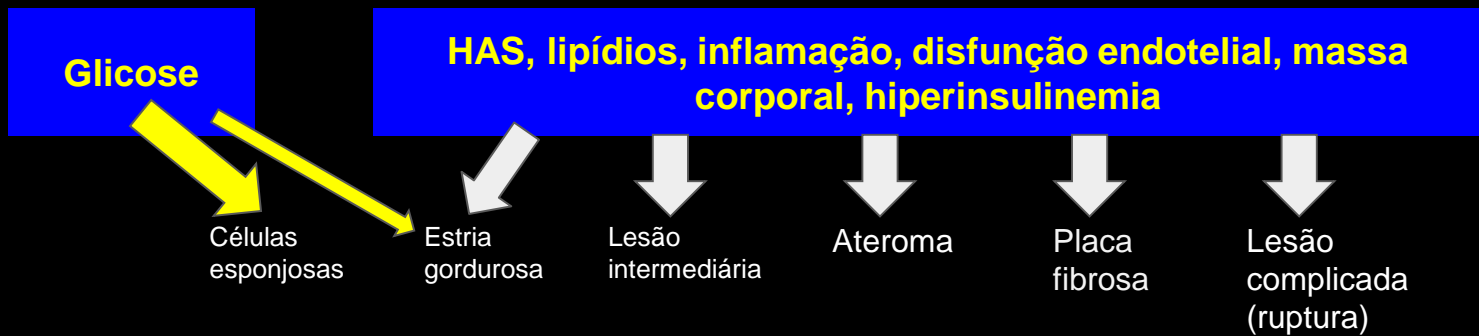 Glicose
HAS, lipídios, inflamação, disfunção endotelial, massa
corporal, hiperinsulinemia
Células
esponjosas
Estria
gordurosa
Lesão
intermediária
Ateroma
Placa
fibrosa
Lesão
complicada
(ruptura)